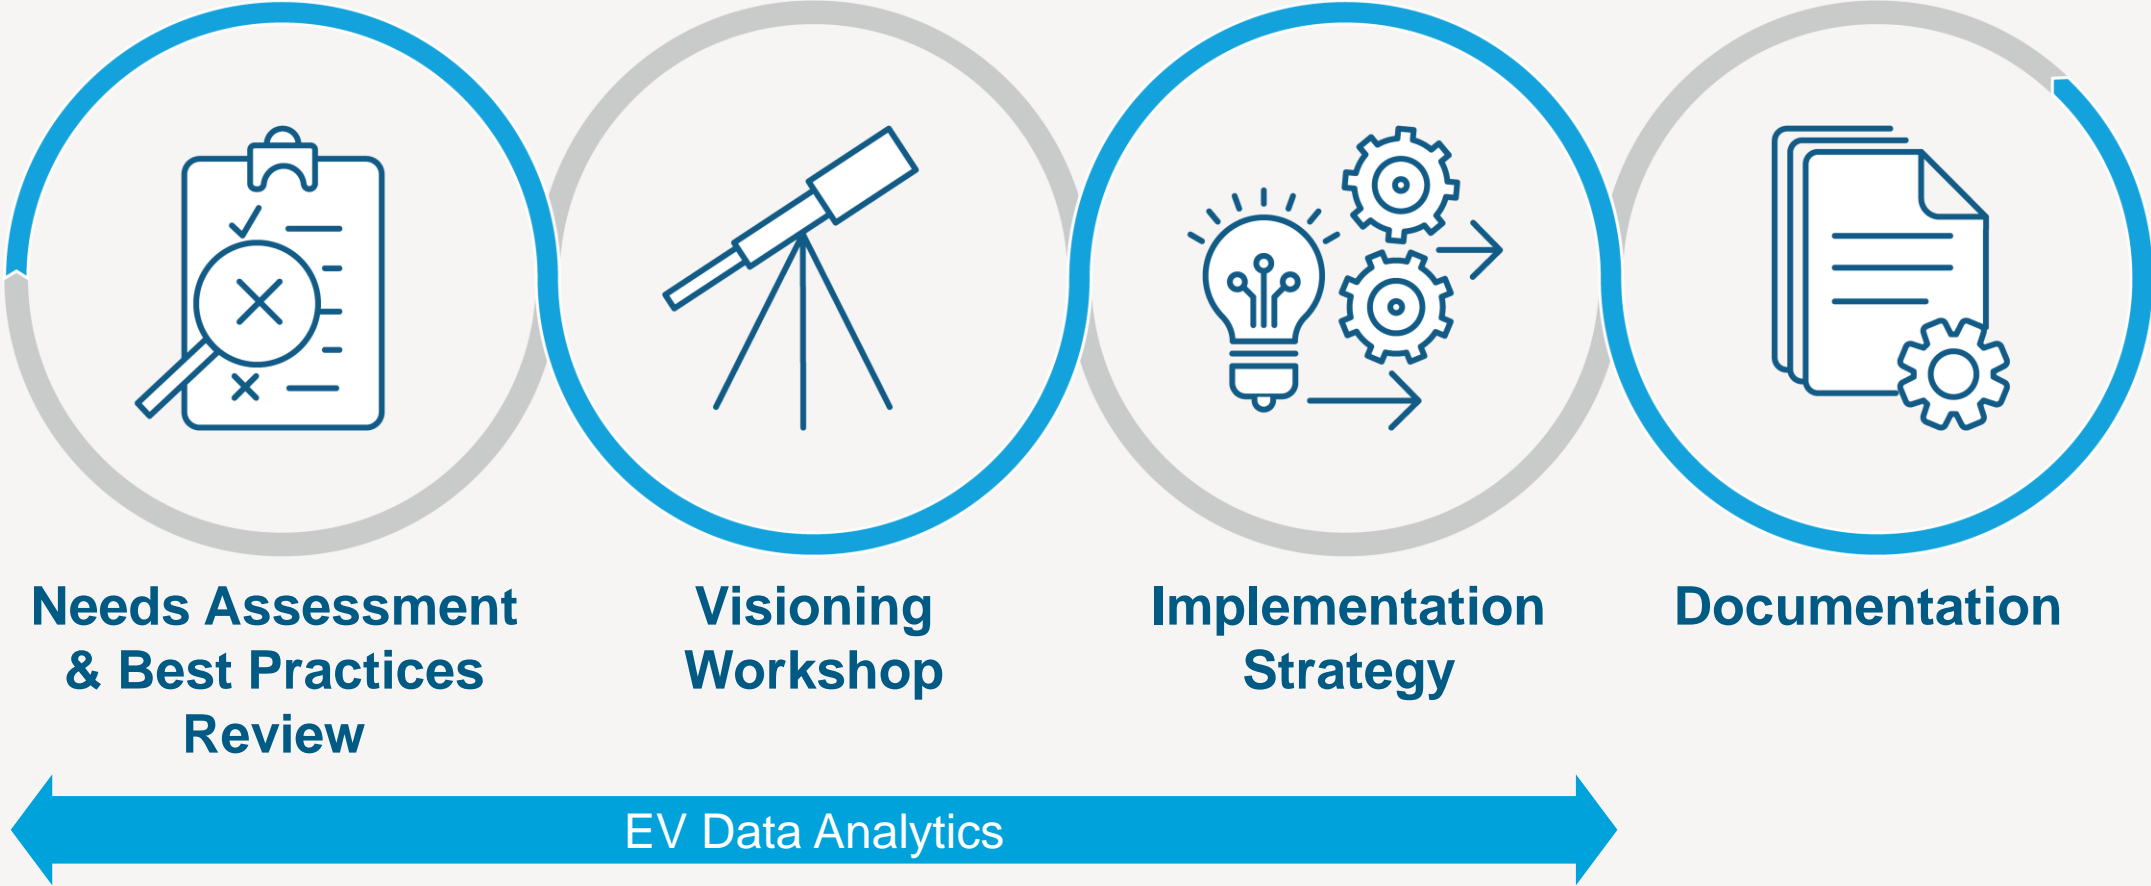 Needs Assessment
& Best Practices
Review
Visioning
Workshop
Implementation
Strategy
Documentation
EV Data Analytics